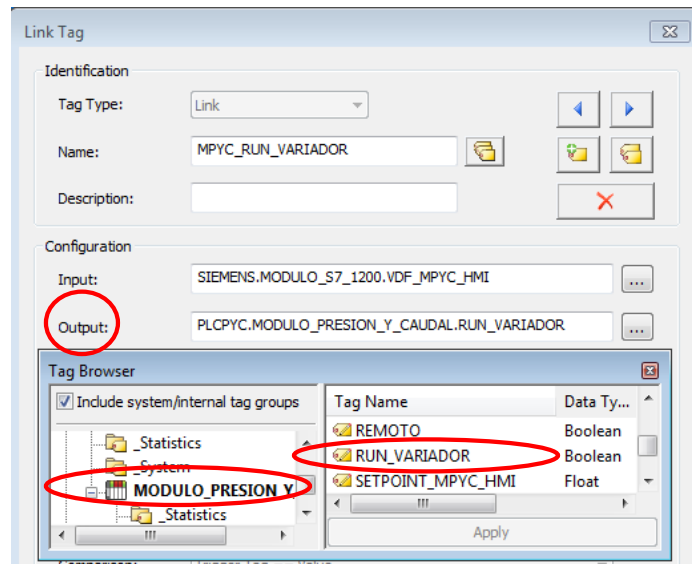 Link Tag
Identification
Tag Type: Link
Name: MPYC_RUN_VARIADOR
Description:
Configuration
Input: SIEMENS.MODULO_S7_1200.VDF_MPYC_HMI ...
Output: PLCPYC.MODULO_PRESION_Y_CAUDAL.RUN_VARIADOR ...
Tag Browser
Include system/internal tag groups
_Statistics
_System
MODULO_PRESION_Y
_Statistics
Tag Name Data Ty...
REMOTO Boolean
RUN_VARIADOR Boolean
SETPOINT_MPYC_HMI Float
Apply